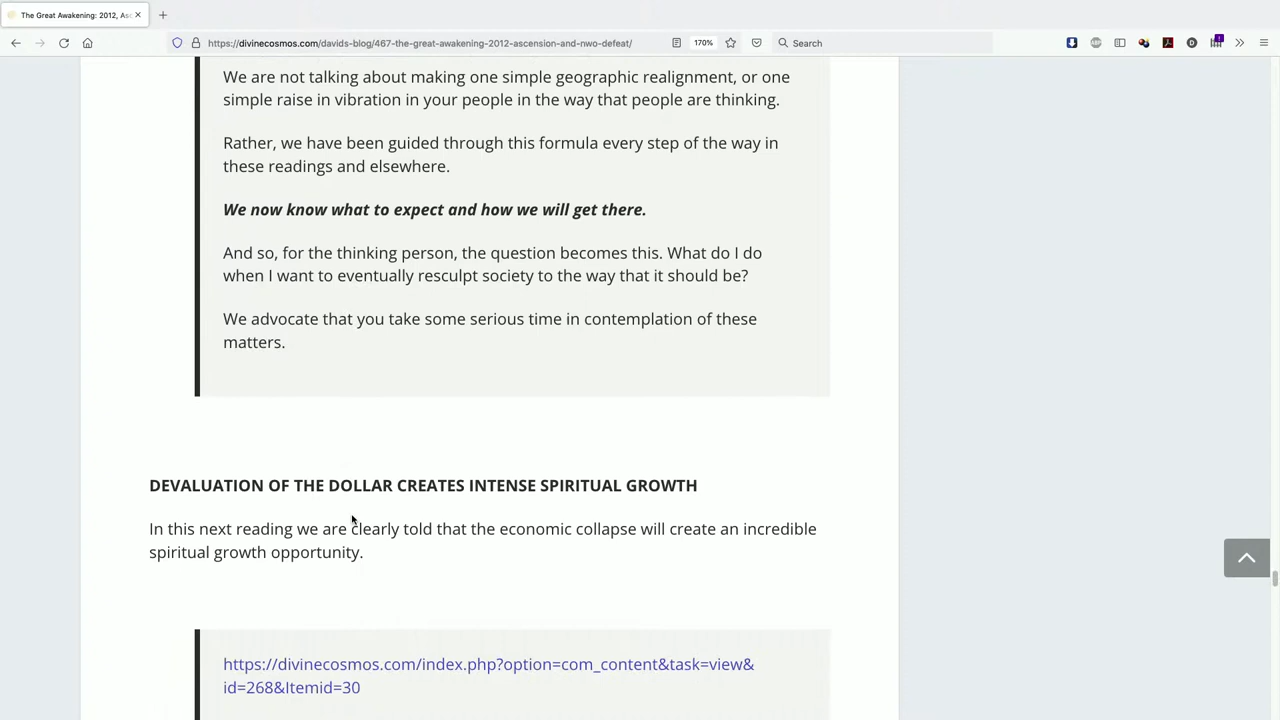 The Great Awakening: 2012, Asc
https://divinecosmos.com/davids-blog/467-the-great-awakening-2012-ascension-and-nwo-defeat/
170%
Search
We are not talking about making one simple geographic realignment, or one
simple raise in vibration in your people in the way that people are thinking.
Rather, we have been guided through this formula every step of the way in
these readings and elsewhere.
We now know what to expect and how we will get there.
And so, for the thinking person, the question becomes this. What do I do
when I want to eventually resculpt society to the way that it should be?
We advocate that you take some serious time in contemplation of these
matters.
DEVALUATION OF THE DOLLAR CREATES INTENSE SPIRITUAL GROWTH
In this next reading we are clearly told that the economic collapse will create an incredible
spiritual growth opportunity.
https://divinecosmos.com/index.php?option=com_content&task=view&
id=268&Itemid=30